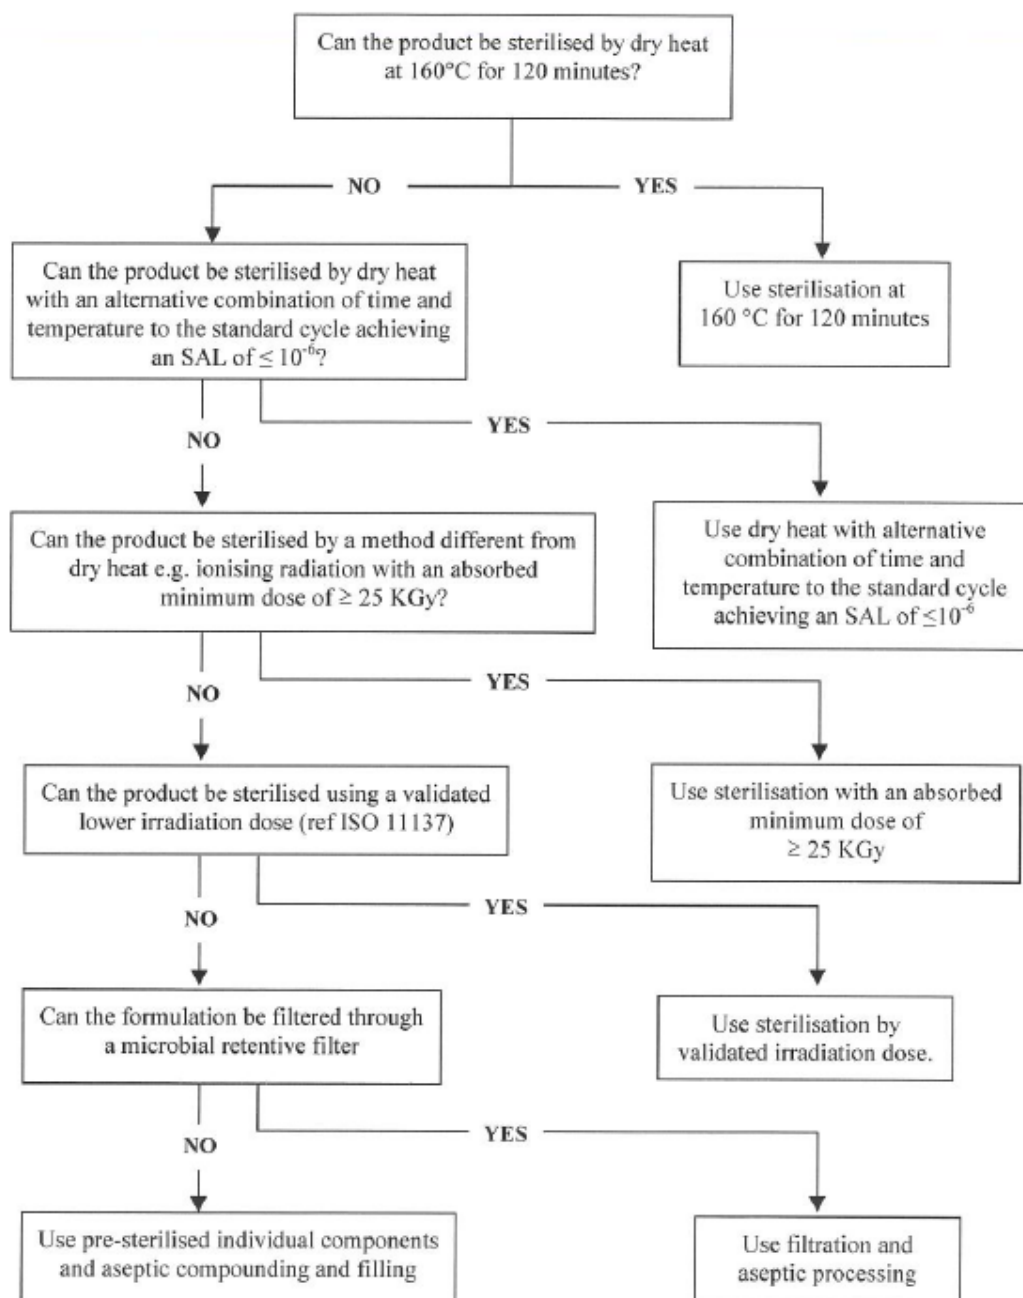 Can the product be sterilised by dry heat
at 160°C for 120 minutes?
NO
YES
Can the product be sterilised by dry heat
with an alternative combination of time and
temperature to the standard cycle achieving
an SAL of ≤ 10⁻⁶?
Use sterilisation at
160 °C for 120 minutes
NO
YES
Can the product be sterilised by a method different from
dry heat e.g. ionising radiation with an absorbed
minimum dose of ≥ 25 KGy?
Use dry heat with alternative
combination of time and
temperature to the standard cycle
achieving an SAL of ≤10⁻⁶
NO
YES
Can the product be sterilised using a validated
lower irradiation dose (ref ISO 11137)
Use sterilisation with an absorbed
minimum dose of
≥ 25 KGy
NO
YES
Can the formulation be filtered through
a microbial retentive filter
Use sterilisation by
validated irradiation dose.
NO
YES
Use pre-sterilised individual components
and aseptic compounding and filling
Use filtration and
aseptic processing